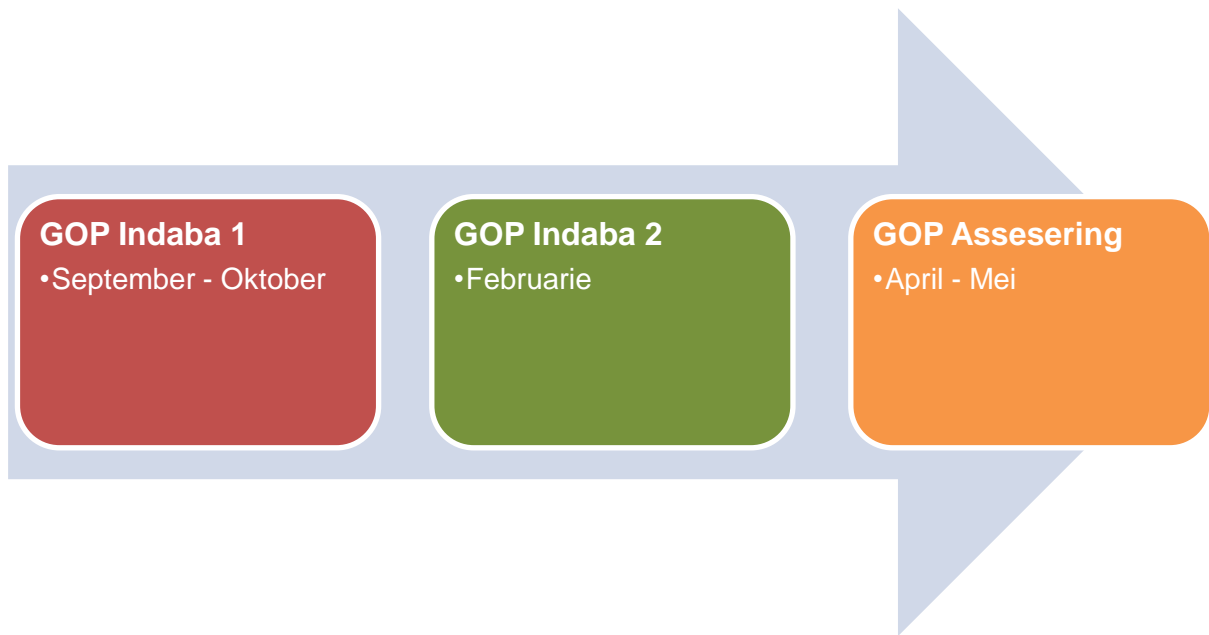 GOP Indaba 1
•September - Oktober
GOP Indaba 2
•Februarie
GOP Assesering
•April - Mei